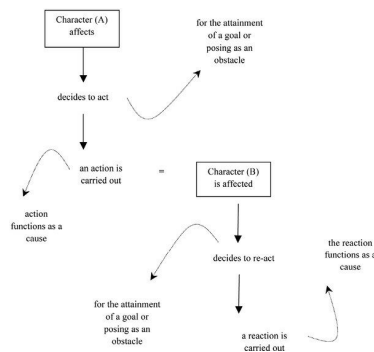 Character (A)
affects
for the attainment
of a goal or
posing as an
obstacle
decides to act
an action is
carried out
=
Character (B)
is affected
action
functions as a
cause
decides to re-act
the reaction
functions as a
cause
for the attainment
of a goal or
posing as an
obstacle
a reaction is
carried out